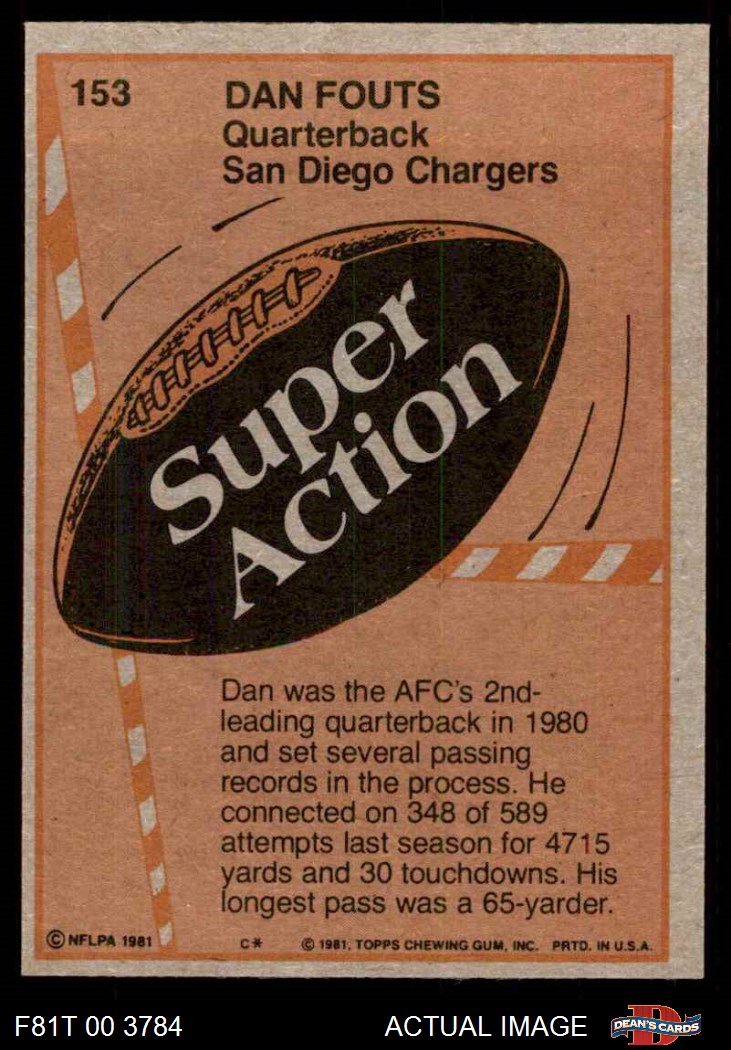 153
DAN FOUTS
Quarterback
San Diego Chargers
Super
Action
Dan was the AFC's 2nd-
leading quarterback in 1980
and set several passing
records in the process. He
connected on 348 of 589
attempts last season for 4715
yards and 30 touchdowns. His
longest pass was a 65-yarder.
© NFLPA 1981 C* © 1981, TOPPS CHEWING GUM, INC. PRTD. IN U.S.A.
F81T 00 3784 ACTUAL IMAGE D DEAN'S CARDS